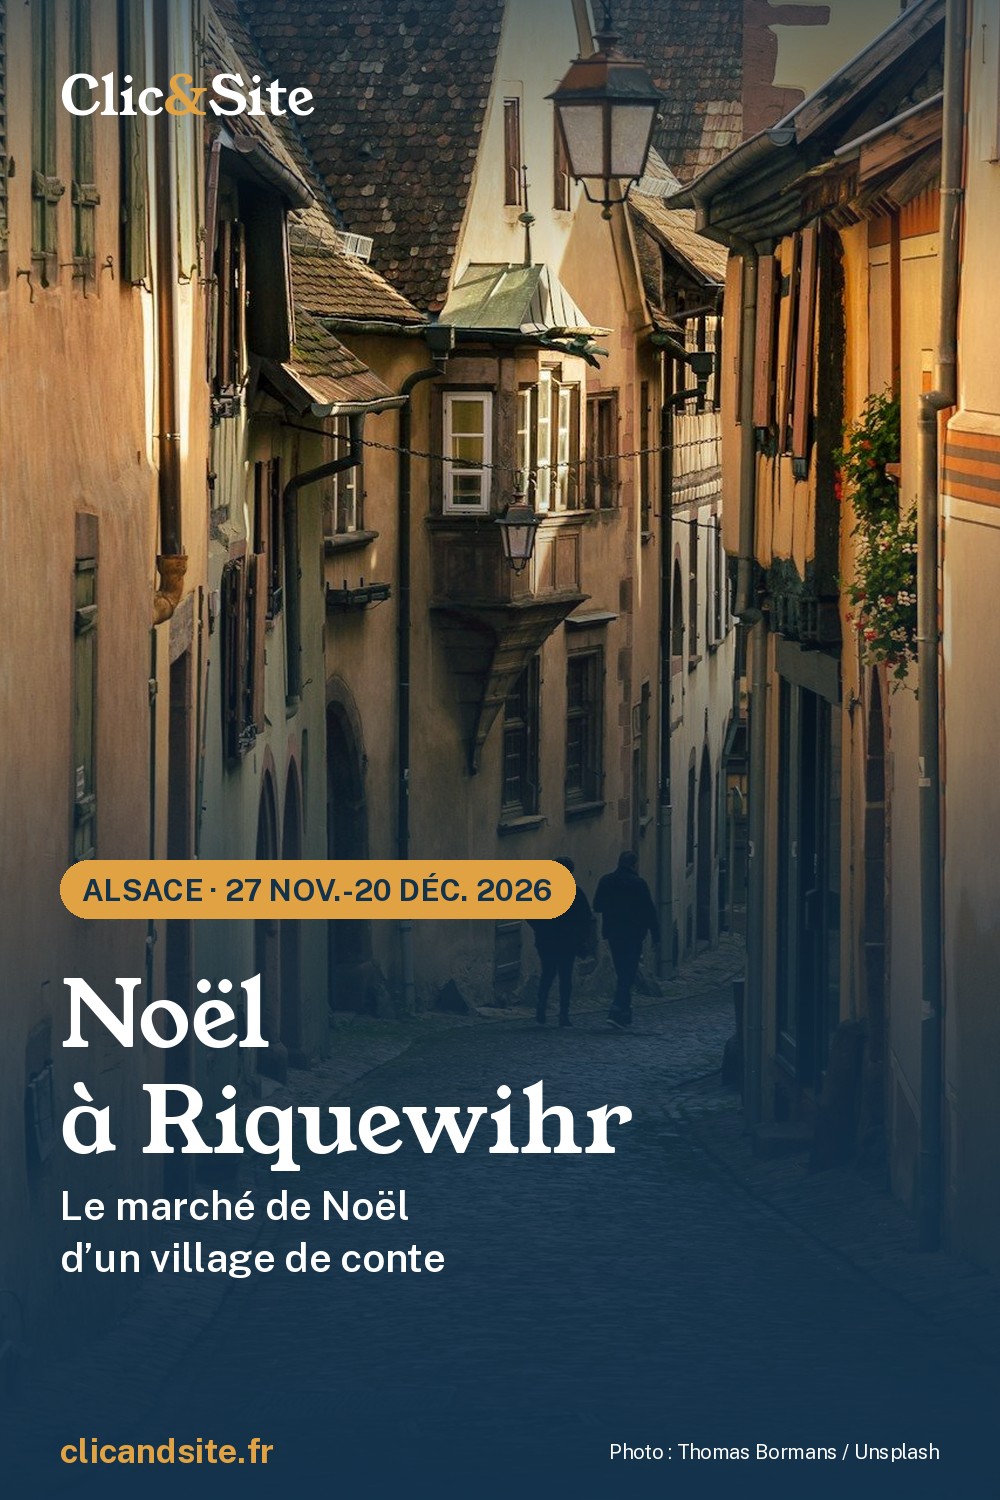 Clic&Site
ALSACE · 27 NOV.-20 DÉC. 2026
Noël
à Riquewihr
Le marché de Noël
d’un village de conte
clicandsite.fr
Photo : Thomas Bormans / Unsplash